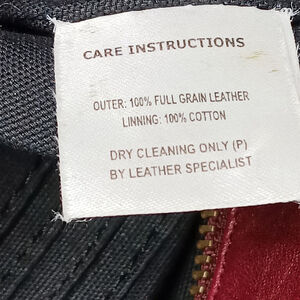 CARE INSTRUCTIONS
OUTER: 100% FULL GRAIN LEATHER
LINNING: 100% COTTON
DRY CLEANING ONLY (P)
BY LEATHER SPECIALIST